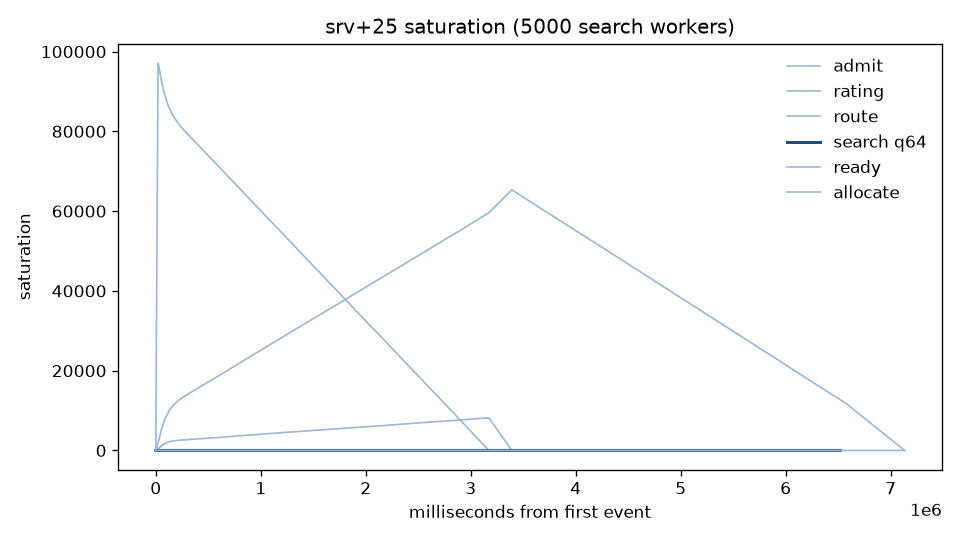 srv+25 saturation (5000 search workers)
100000
80000
60000
40000
20000
0
saturation
admit
rating
route
search q64
ready
allocate
0 1 2 3 4 5 6 7
1e6
milliseconds from first event